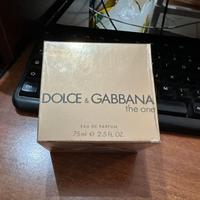 DOLCE & GABBANA
the one
EAU DE PARFUM
75 ml ℮ 2.5 FL. OZ.